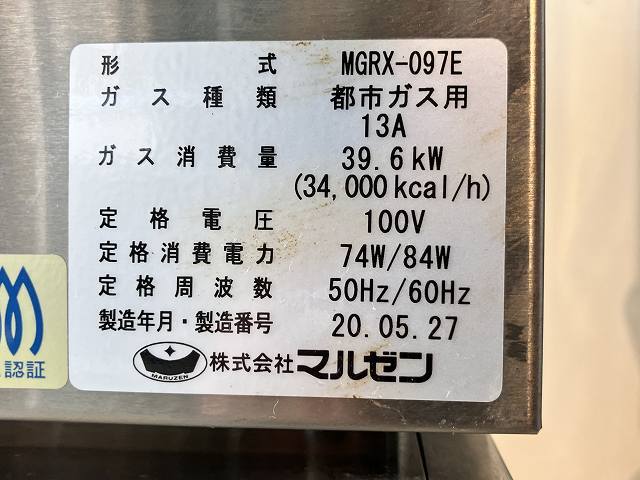 形式 MGRX-097E
ガス種類 都市ガス用
13A
ガス消費量 39.6kW
(34,000kcal/h)
定格電圧 100V
定格消費電力 74W/84W
定格周波数 50Hz/60Hz
製造年月・製造番号 20.05.27
MARUZEN 株式会社マルゼン
認証